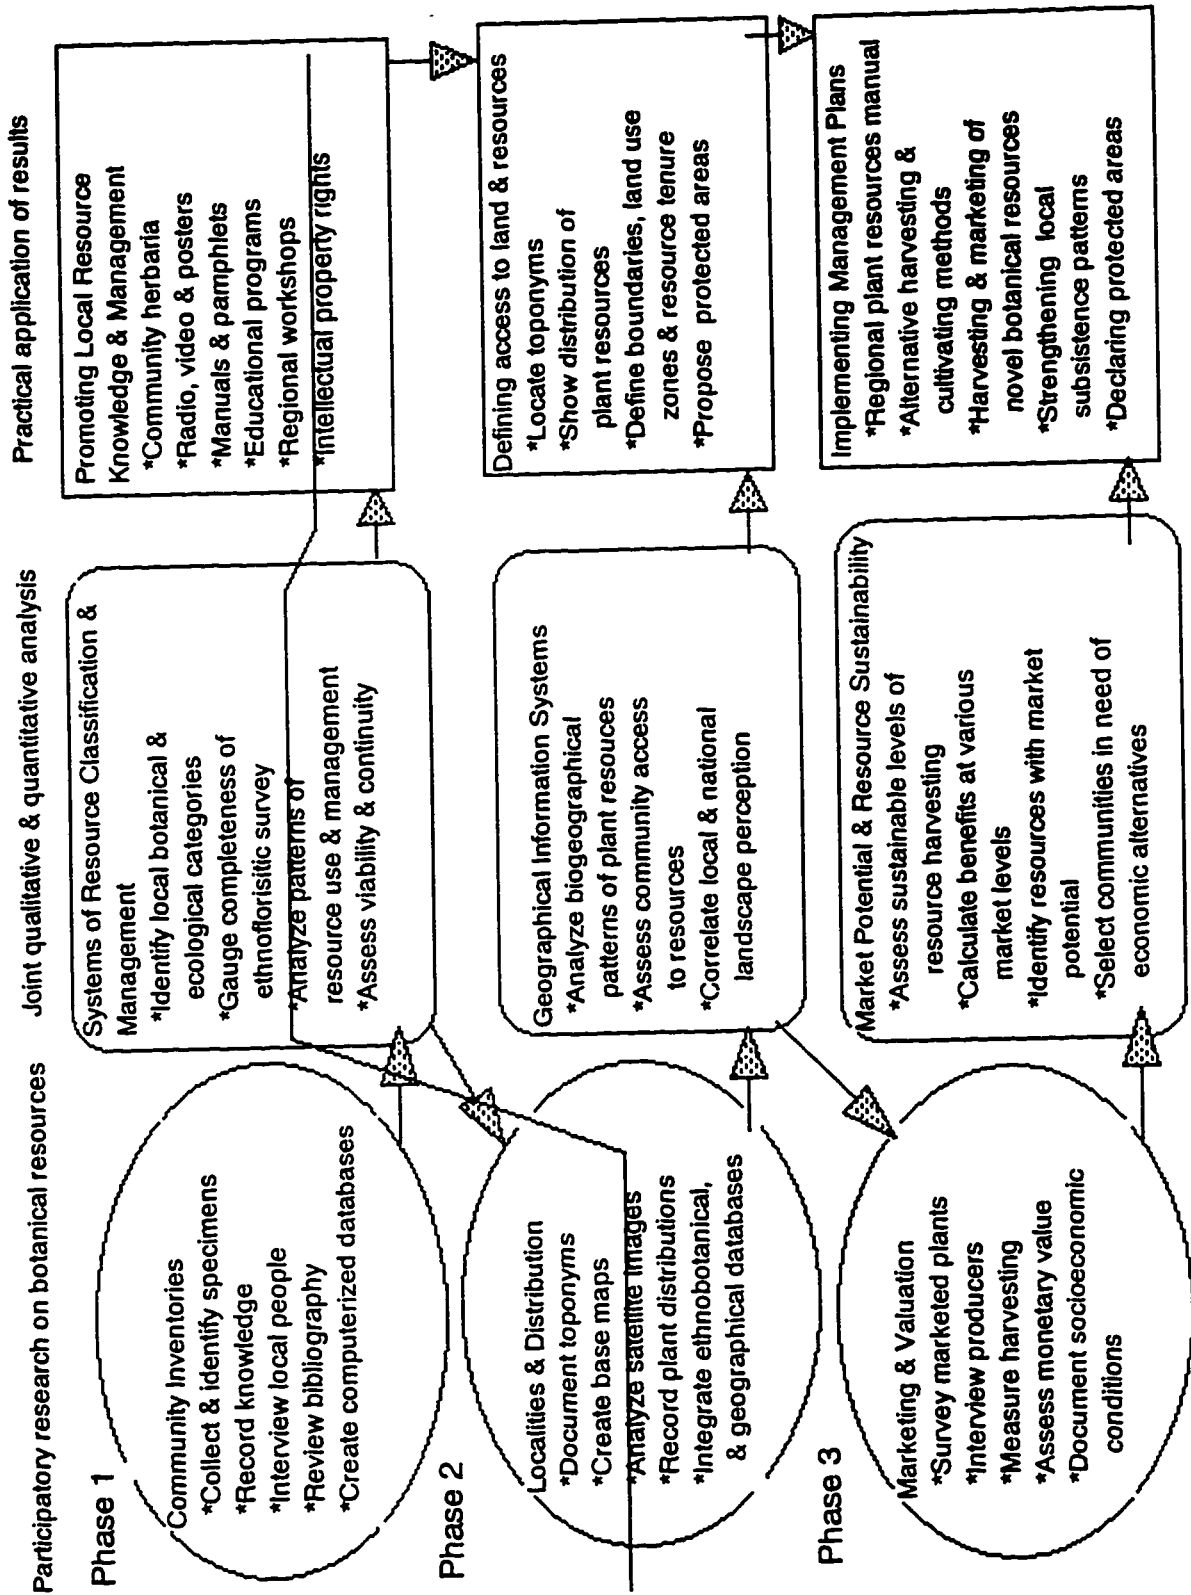 Participatory research on botanical resources
Joint qualitative & quantitative analysis
Practical application of results
Phase 1
Community Inventories
*Collect & identify specimens
*Record knowledge
*Interview local people
*Review bibliography
*Create computerized databases
Systems of Resource Classification &
Management
*Identify local botanical &
ecological categories
*Gauge completeness of
ethnoflorisitic survey
*Analyze patterns of
resource use & management
*Assess viability & continuity
Promoting Local Resource
Knowledge & Management
*Community herbaria
*Radio, video & posters
*Manuals & pamphlets
*Educational programs
*Regional workshops
*Intellectual property rights
Phase 2
Localities & Distribution
*Document toponyms
*Create base maps
*Analyze satellite images
*Record plant distributions
*Integrate ethnobotanical,
& geographical databases
Geographical Information Systems
*Analyze biogeographical
patterns of plant resouces
*Assess community access
to resources
*Correlate local & national
landscape perception
Defining access to land & resources
*Locate toponyms
*Show distribution of
plant resources
*Define boundaries, land use
zones & resource tenure
*Propose protected areas
Phase 3
Marketing & Valuation
*Survey marketed plants
*Interview producers
*Measure harvesting
*Assess monetary value
*Document socioeconomic
conditions
Market Potential & Resource Sustainability
*Assess sustainable levels of
resource harvesting
*Calculate benefits at various
market levels
*Identify resources with market
potential
*Select communities in need of
economic alternatives
Implementing Management Plans
*Regional plant resources manual
*Alternative harvesting &
cultivating methods
*Harvesting & marketing of
novel botanical resources
*Strengthening local
subsistence patterns
*Declaring protected areas